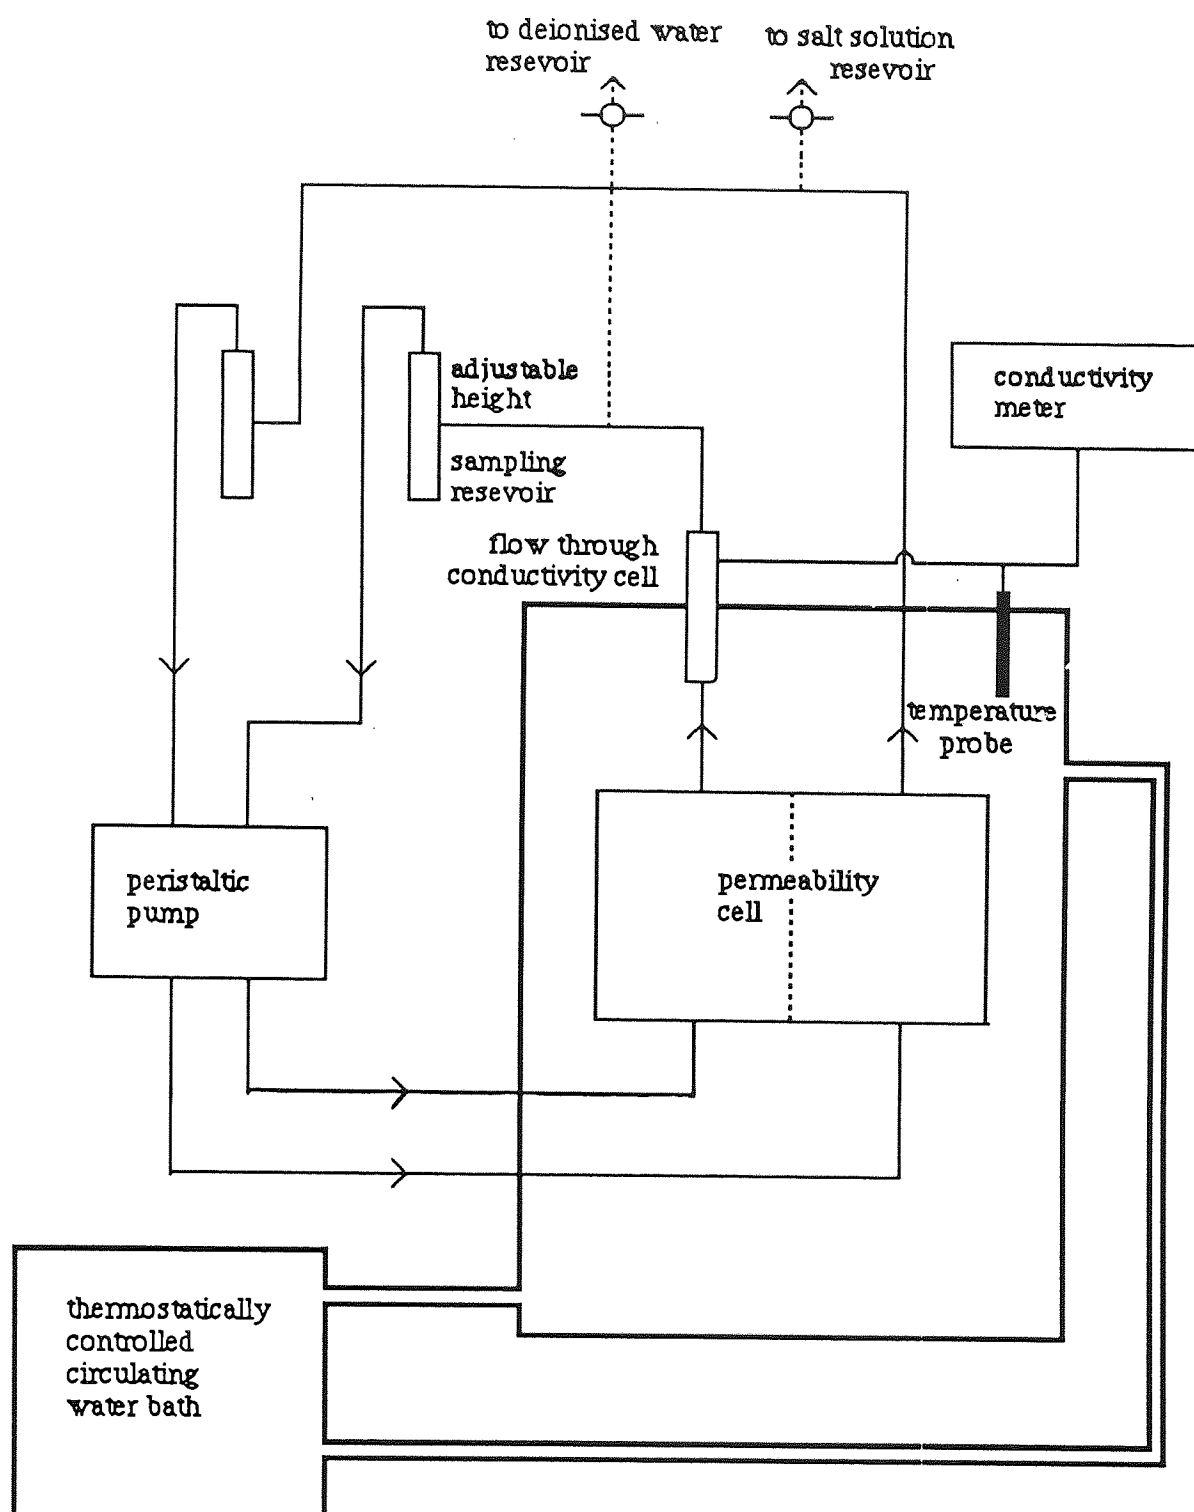 to deionised water
resevoir
to salt solution
resevoir
adjustable
height
sampling
resevoir
conductivity
meter
flow through
conductivity cell
temperature
probe
peristaltic
pump
permeability
cell
thermostatically
controlled
circulating
water bath